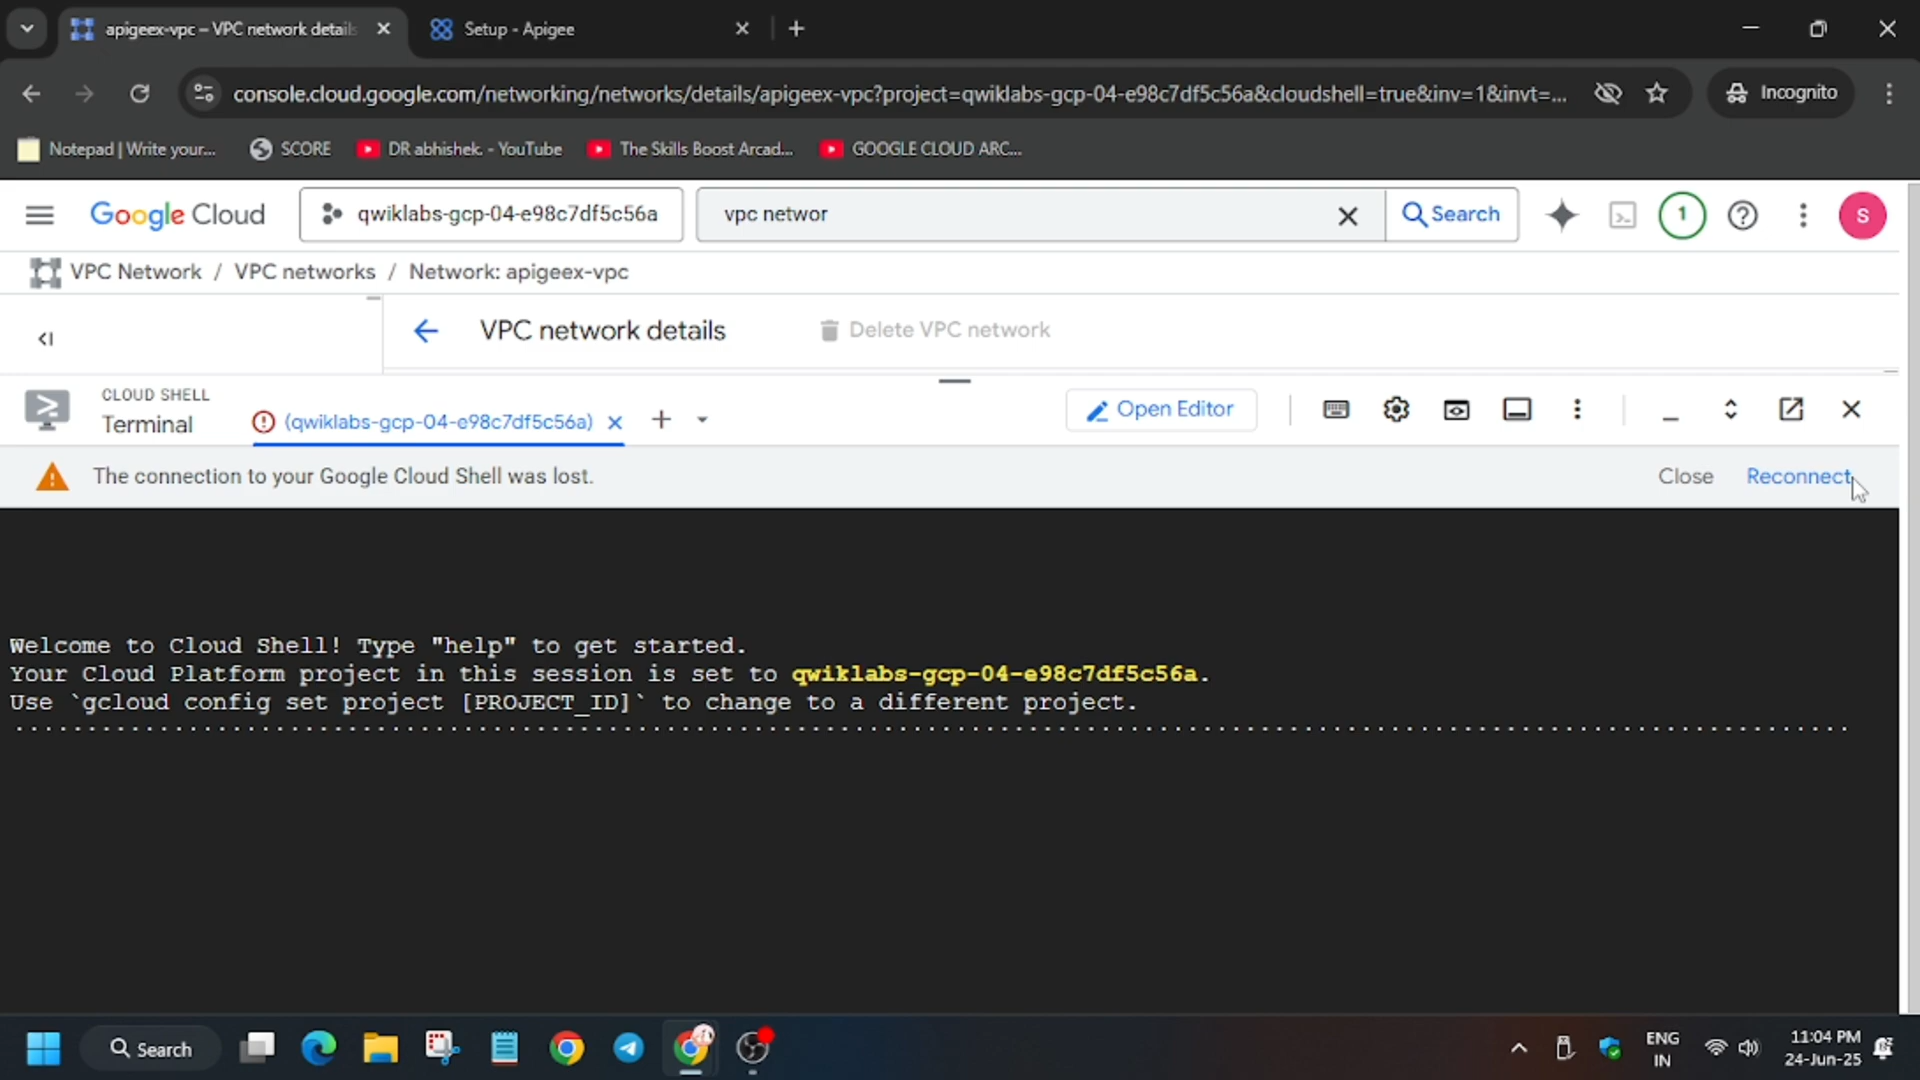 apigeex-vpc – VPC network details
Setup - Apigee
console.cloud.google.com/networking/networks/details/apigeex-vpc?project=qwiklabs-gcp-04-e98c7df5c56a&cloudshell=true&inv=1&invt=...
Incognito
Notepad | Write your...
SCORE
DR abhishek. - YouTube
The Skills Boost Arcad...
GOOGLE CLOUD ARC...
Google Cloud
qwiklabs-gcp-04-e98c7df5c56a
vpc networ
Search
1
S
VPC Network / VPC networks / Network: apigeex-vpc
VPC network details
Delete VPC network
CLOUD SHELL
Terminal
(qwiklabs-gcp-04-e98c7df5c56a)
Open Editor
The connection to your Google Cloud Shell was lost.
Close
Reconnect
Welcome to Cloud Shell! Type "help" to get started.
Your Cloud Platform project in this session is set to qwiklabs-gcp-04-e98c7df5c56a.
Use `gcloud config set project [PROJECT_ID]` to change to a different project.
Search
ENG
IN
11:04 PM
24-Jun-25